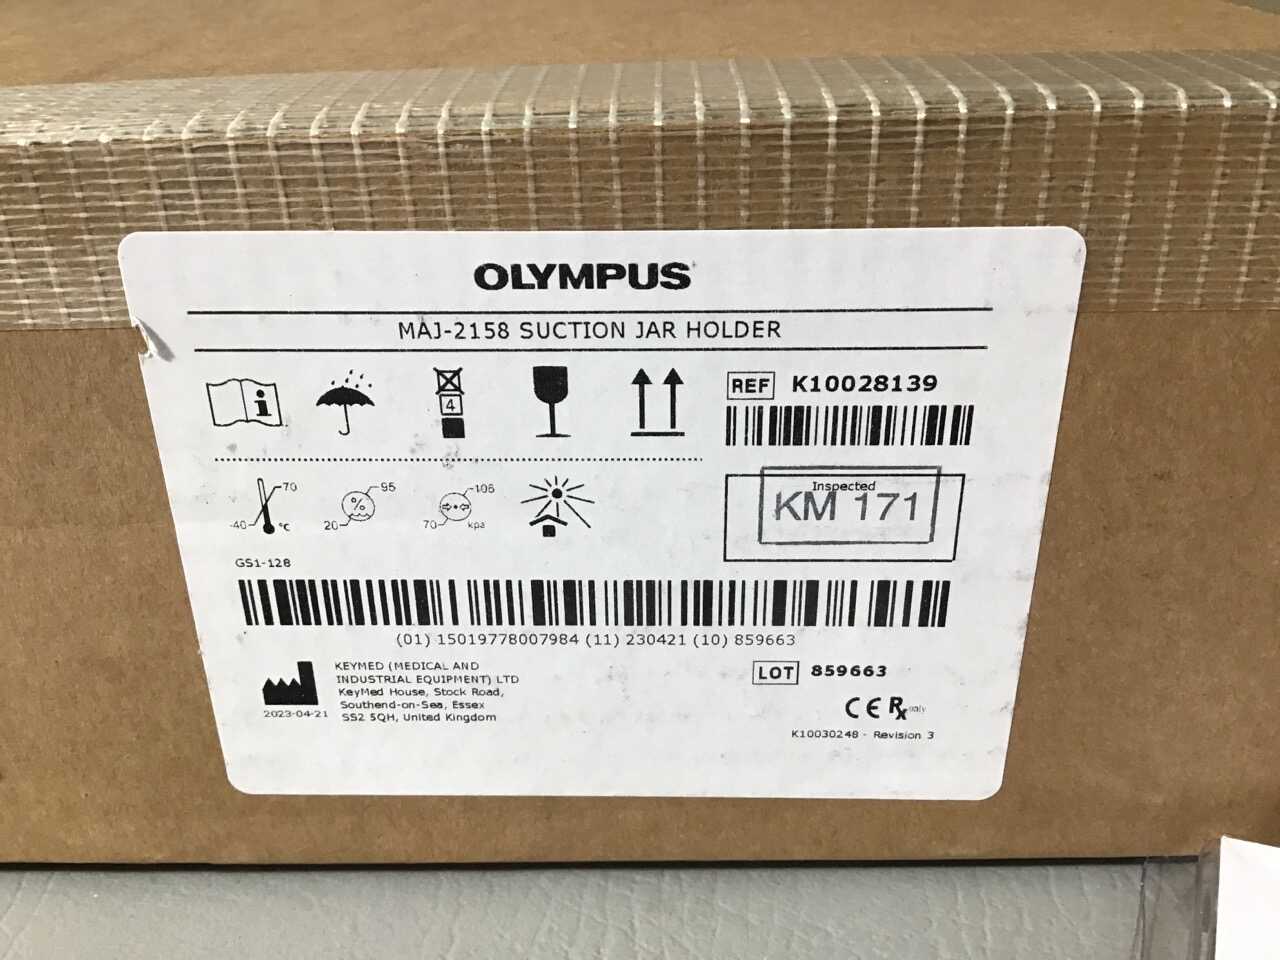 OLYMPUS
MAJ-2158 SUCTION JAR HOLDER
i
4
REF K10028139
-40 70 °C
20 % 95
70 106 kpa
Inspected
KM 171
GS1-128
(01) 15019778007984 (11) 230421 (10) 859663
2023-04-21
KEYMED (MEDICAL AND
INDUSTRIAL EQUIPMENT) LTD
KeyMed House, Stock Road,
Southend-on-Sea, Essex
SS2 5QH, United Kingdom
LOT 859663
CE Rx only
K10030248 - Revision 3